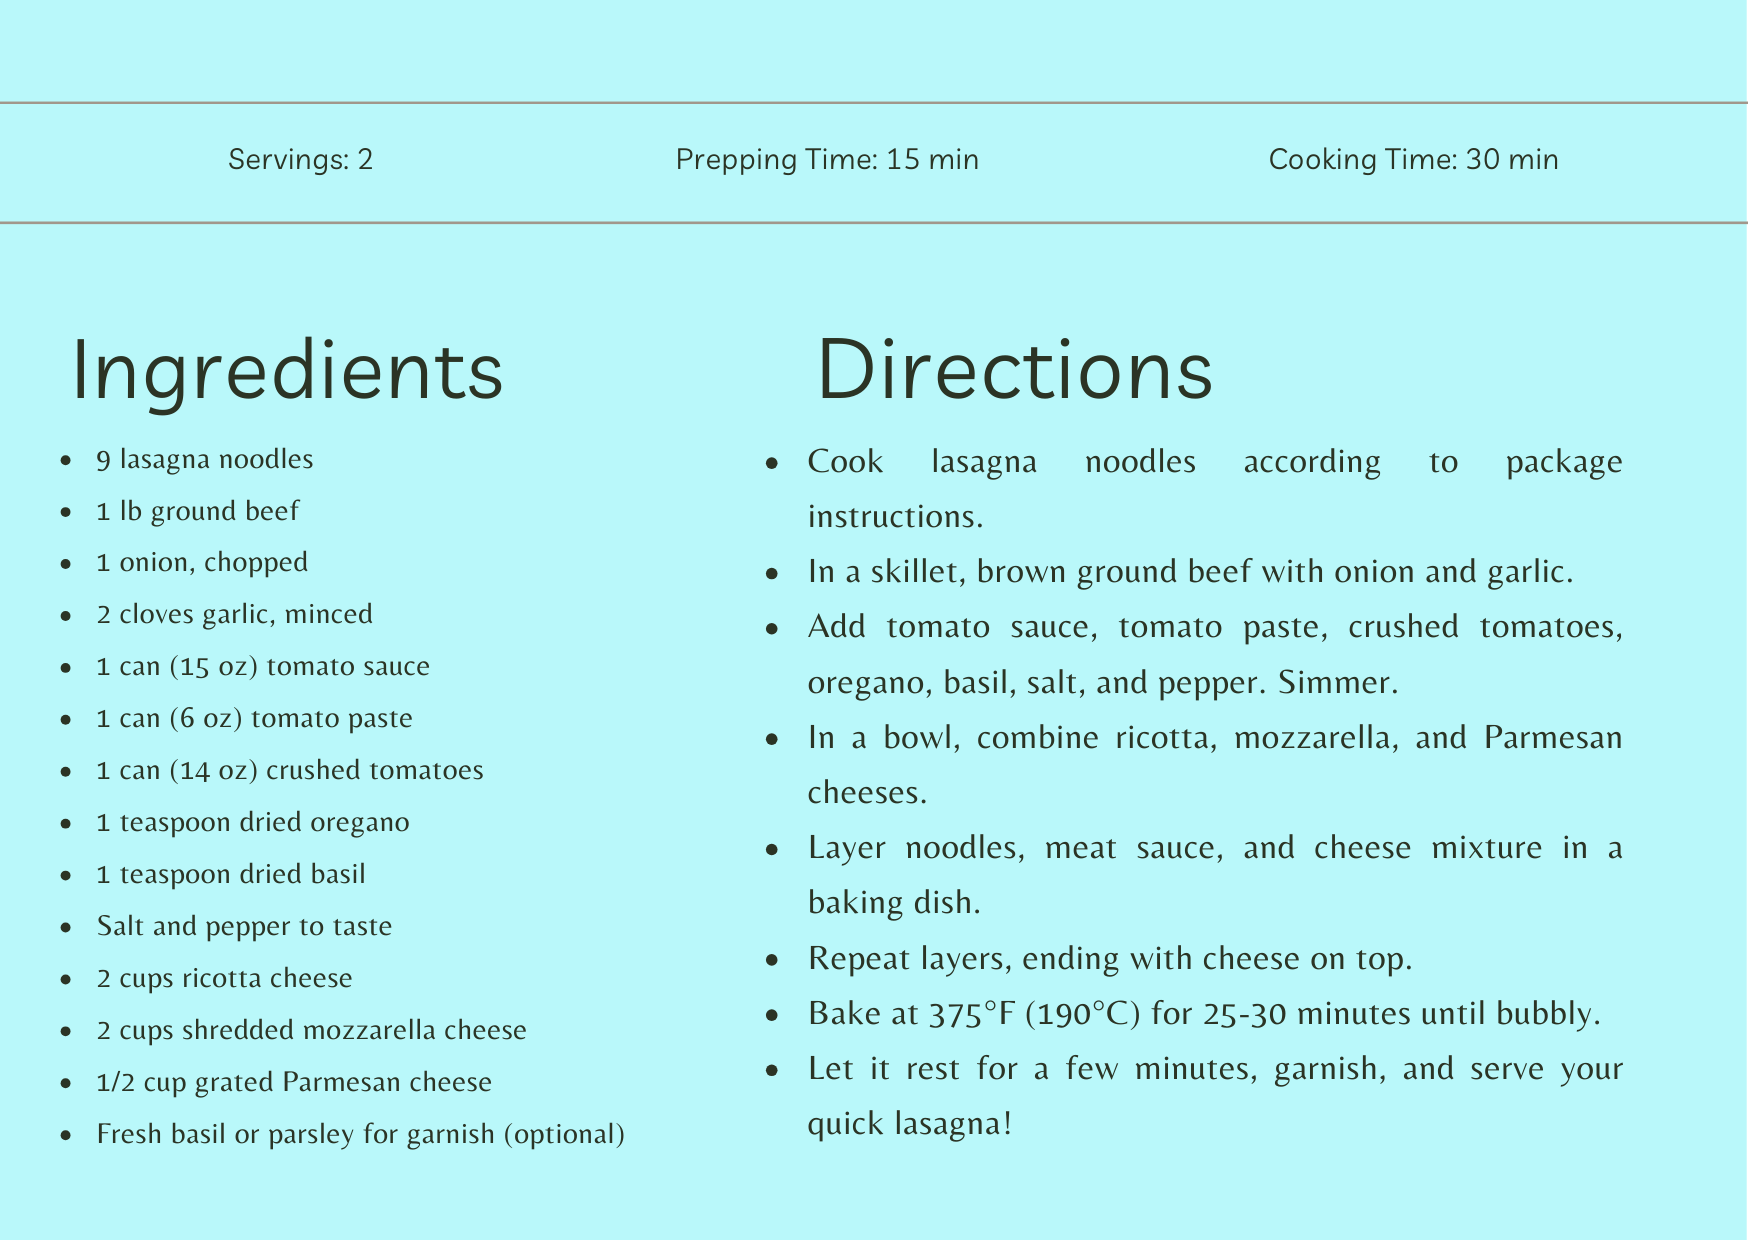 Servings: 2
Prepping Time: 15 min
Cooking Time: 30 min
Ingredients
• 9 lasagna noodles
• 1 lb ground beef
• 1 onion, chopped
• 2 cloves garlic, minced
• 1 can (15 oz) tomato sauce
• 1 can (6 oz) tomato paste
• 1 can (14 oz) crushed tomatoes
• 1 teaspoon dried oregano
• 1 teaspoon dried basil
• Salt and pepper to taste
• 2 cups ricotta cheese
• 2 cups shredded mozzarella cheese
• 1/2 cup grated Parmesan cheese
• Fresh basil or parsley for garnish (optional)
Directions
• Cook lasagna noodles according to package
instructions.
• In a skillet, brown ground beef with onion and garlic.
• Add tomato sauce, tomato paste, crushed tomatoes,
oregano, basil, salt, and pepper. Simmer.
• In a bowl, combine ricotta, mozzarella, and Parmesan
cheeses.
• Layer noodles, meat sauce, and cheese mixture in a
baking dish.
• Repeat layers, ending with cheese on top.
• Bake at 375°F (190°C) for 25-30 minutes until bubbly.
• Let it rest for a few minutes, garnish, and serve your
quick lasagna!